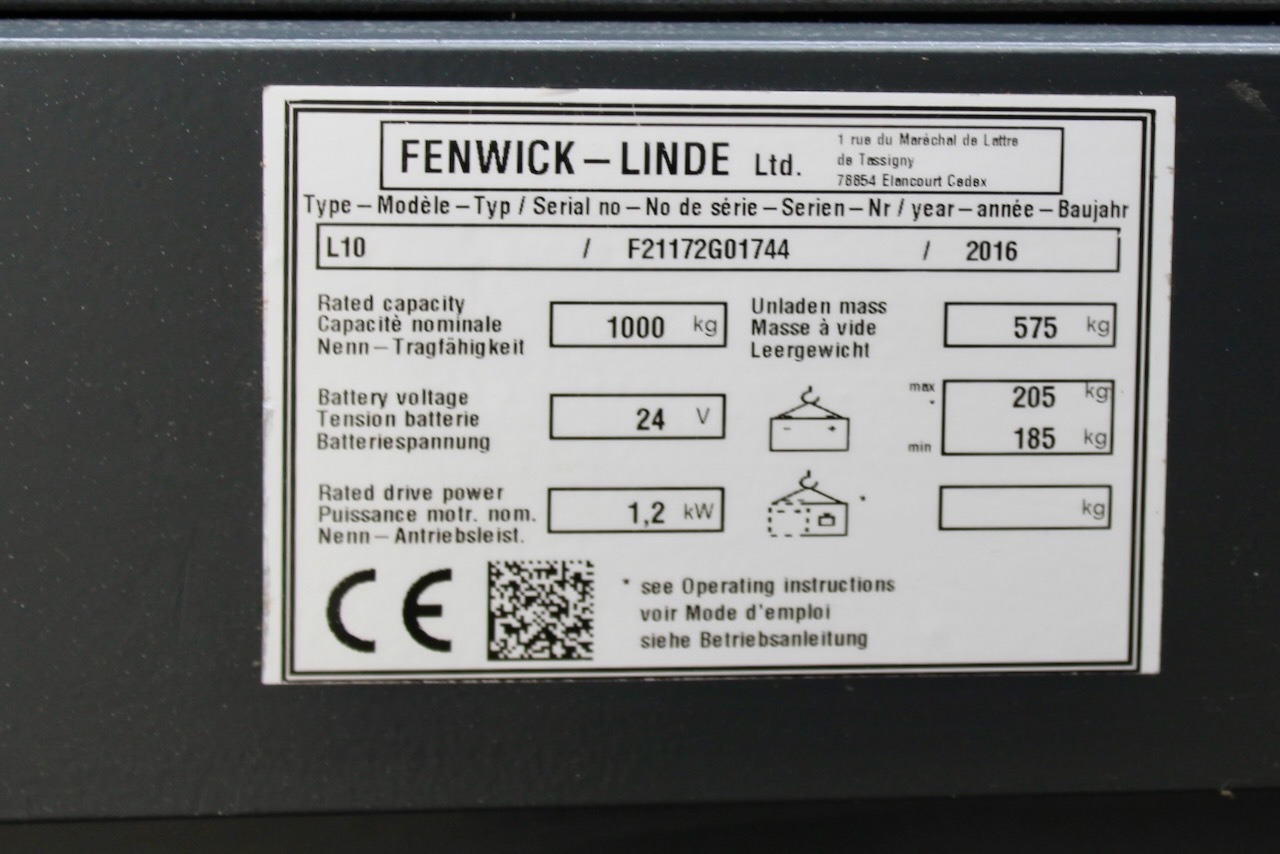 FENWICK – LINDE Ltd.
1 rue du Maréchal de Lattre
de Tassigny
78854 Elancourt Cedex
Type – Modèle – Typ / Serial no – No de série – Serien – Nr / year – année – Baujahr
L10 / F21172G01744 / 2016
Rated capacity
Capacité nominale
Nenn – Tragfähigkeit
1000 kg
Unladen mass
Masse à vide
Leergewicht
575 kg
Battery voltage
Tension batterie
Batteriespannung
24 V
- +
max 205 kg
*
min 185 kg
Rated drive power
Puissance motr. nom.
Nenn – Antriebsleist.
1,2 kW
*
kg
CE
* see Operating instructions
voir Mode d'emploi
siehe Betriebsanleitung